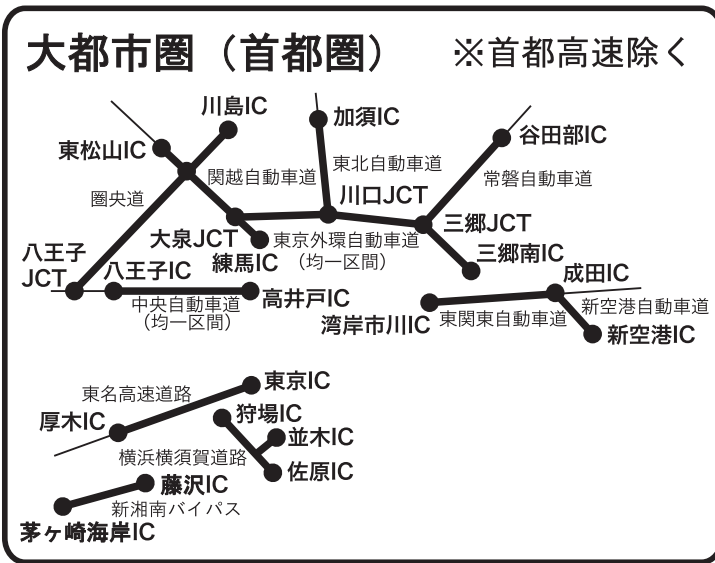 大都市圏（首都圏）　※首都高速除く
川島IC
加須IC
谷田部IC
東松山IC
東北自動車道
関越自動車道
常磐自動車道
圏央道
川口JCT
三郷JCT
大泉JCT
東京外環自動車道
（均一区間）
三郷南IC
八王子
JCT
八王子IC
練馬IC
成田IC
中央自動車道
（均一区間）
高井戸IC
湾岸市川IC
東関東自動車道
新空港自動車道
新空港IC
東名高速道路
東京IC
厚木IC
狩場IC
並木IC
横浜横須賀道路
佐原IC
藤沢IC
新湘南バイパス
茅ヶ崎海岸IC